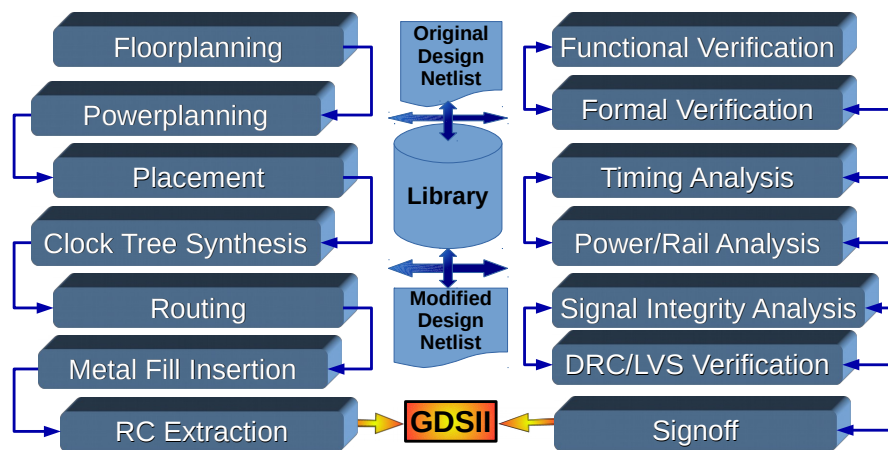 Floorplanning
Powerplanning
Placement
Clock Tree Synthesis
Routing
Metal Fill Insertion
RC Extraction
Original
Design
Netlist
Library
Modified
Design
Netlist
GDSII
Functional Verification
Formal Verification
Timing Analysis
Power/Rail Analysis
Signal Integrity Analysis
DRC/LVS Verification
Signoff